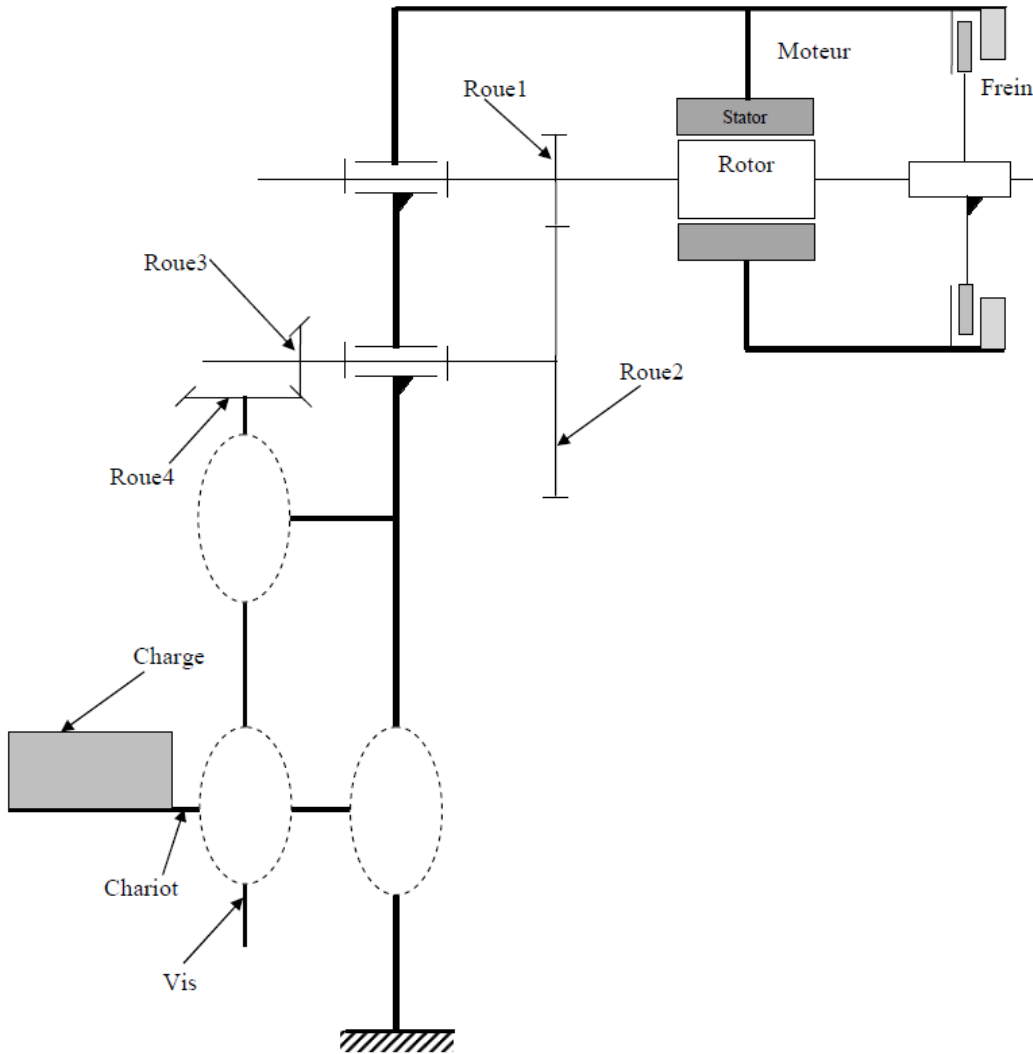 Moteur
Roue1
Frein
Stator
Rotor
Roue3
Roue2
Roue4
Charge
Chariot
Vis